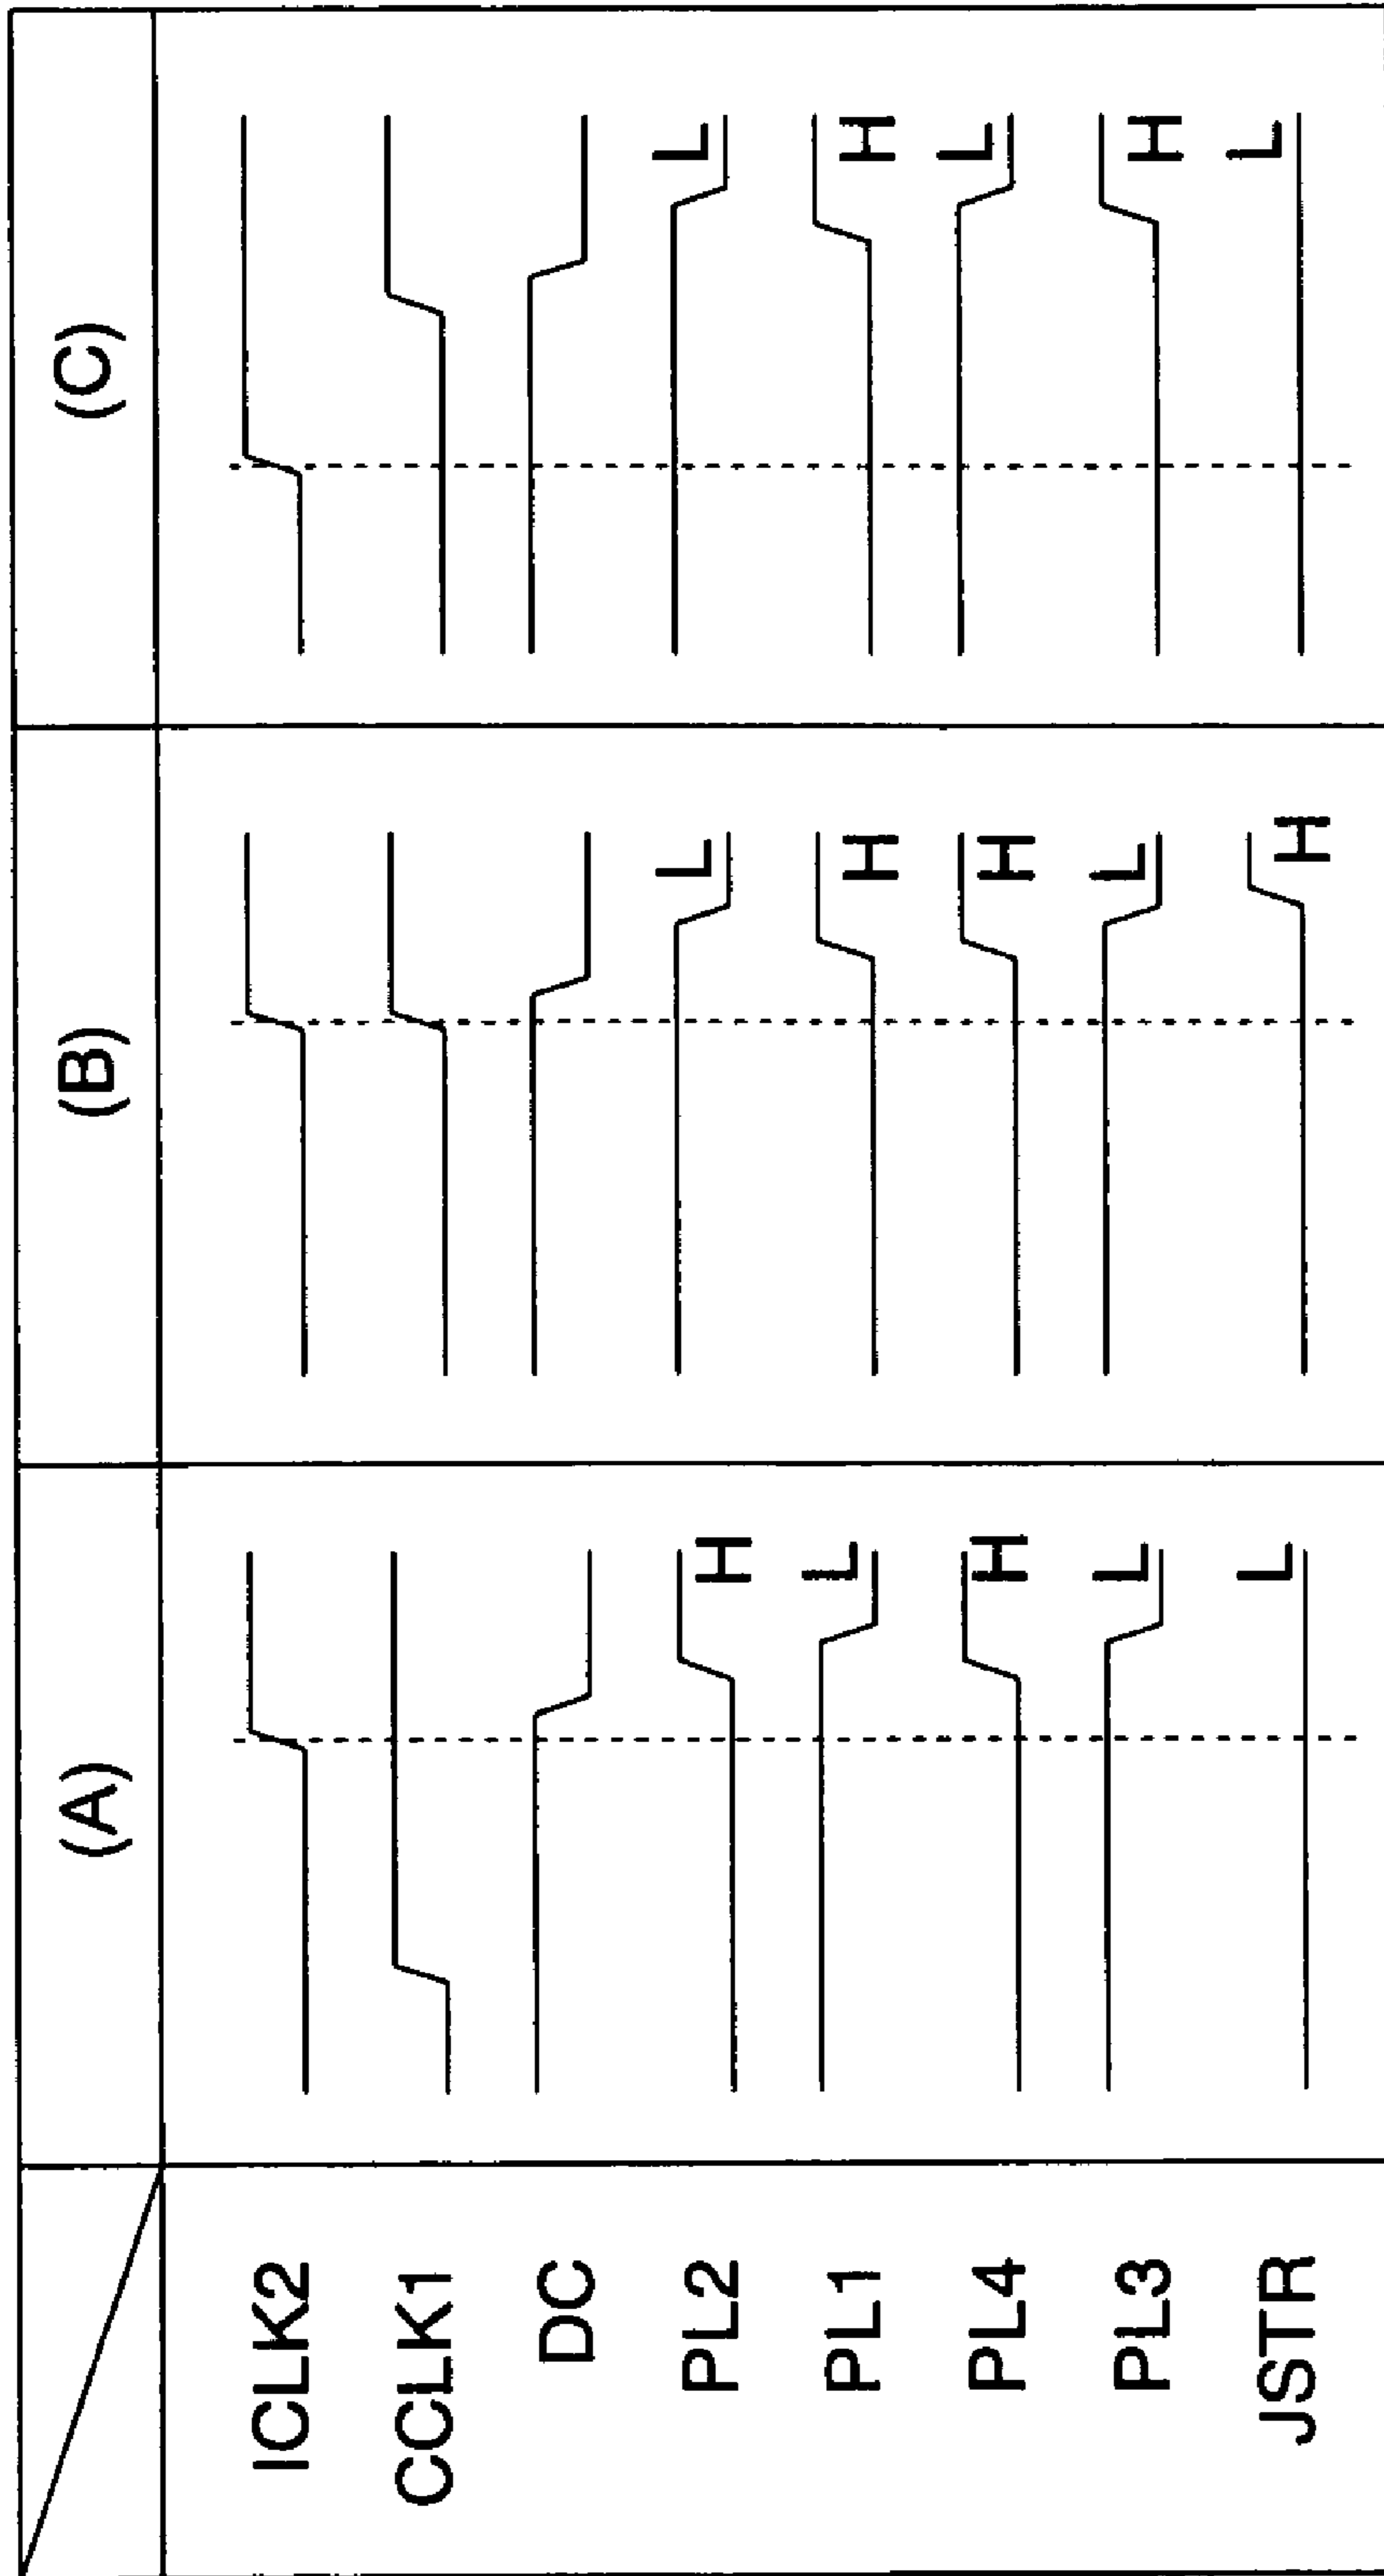 (A) (B) (C)
ICLK2
CCLK1
DC
PL2 H L L
PL1 L H H
PL4 H H L
PL3 L L H
JSTR L H L